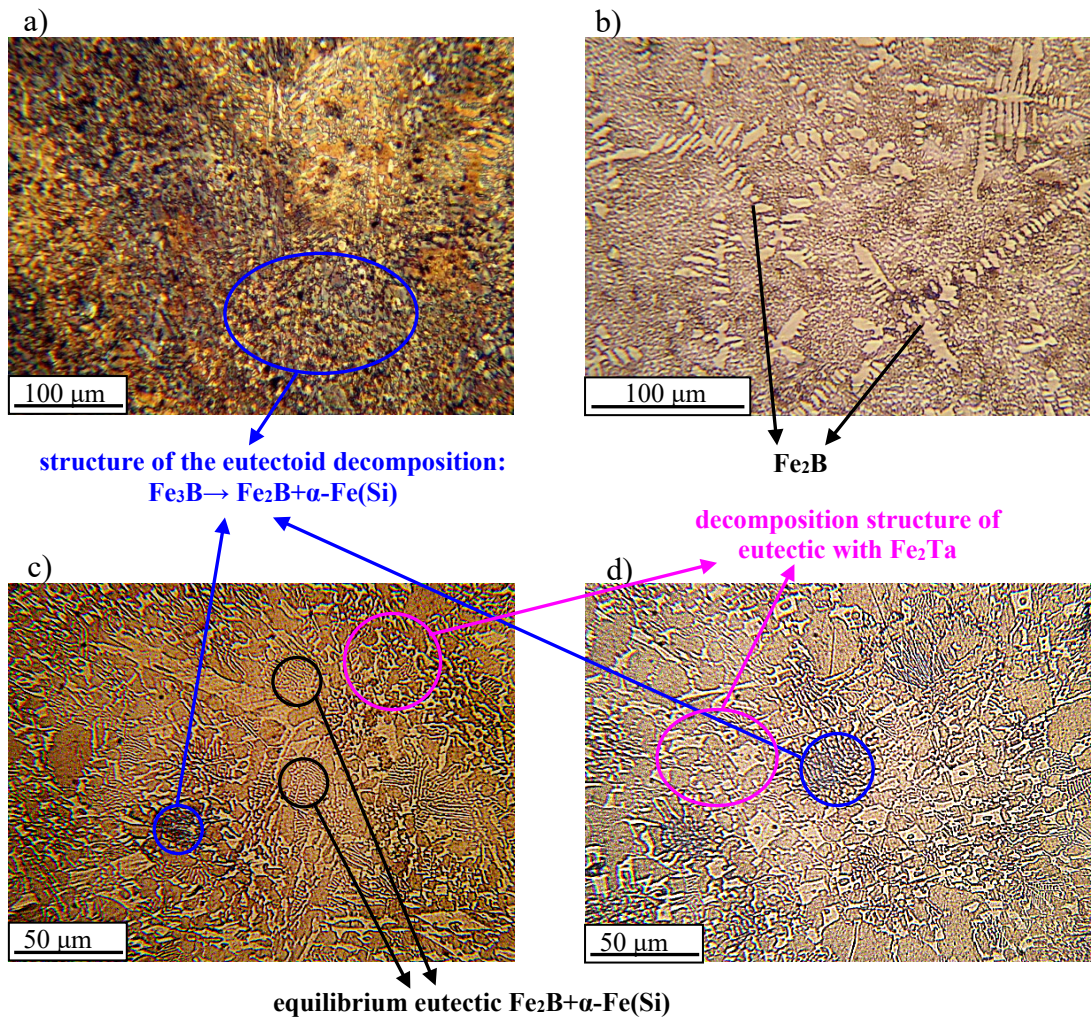 a)
b)
100 μm
100 μm
structure of the eutectoid decomposition:
Fe₃B→ Fe₂B+α-Fe(Si)
Fe₂B
decomposition structure of
eutectic with Fe₂Ta
c)
d)
50 μm
50 μm
equilibrium eutectic Fe₂B+α-Fe(Si)